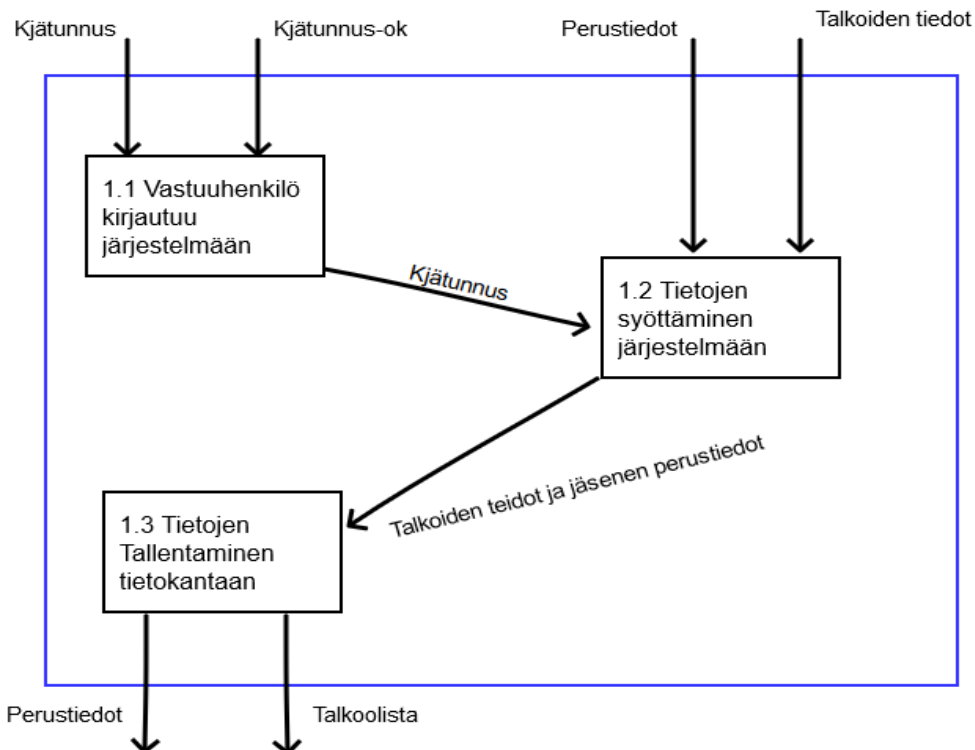 Kjätunnus
Kjätunnus-ok
Perustiedot
Talkoiden tiedot
1.1 Vastuuhenkilö
kirjautuu
järjestelmään
Kjätunnus
1.2 Tietojen
syöttäminen
järjestelmään
Talkoiden teidot ja jäsenen perustiedot
1.3 Tietojen
Tallentaminen
tietokantaan
Perustiedot
Talkoolista